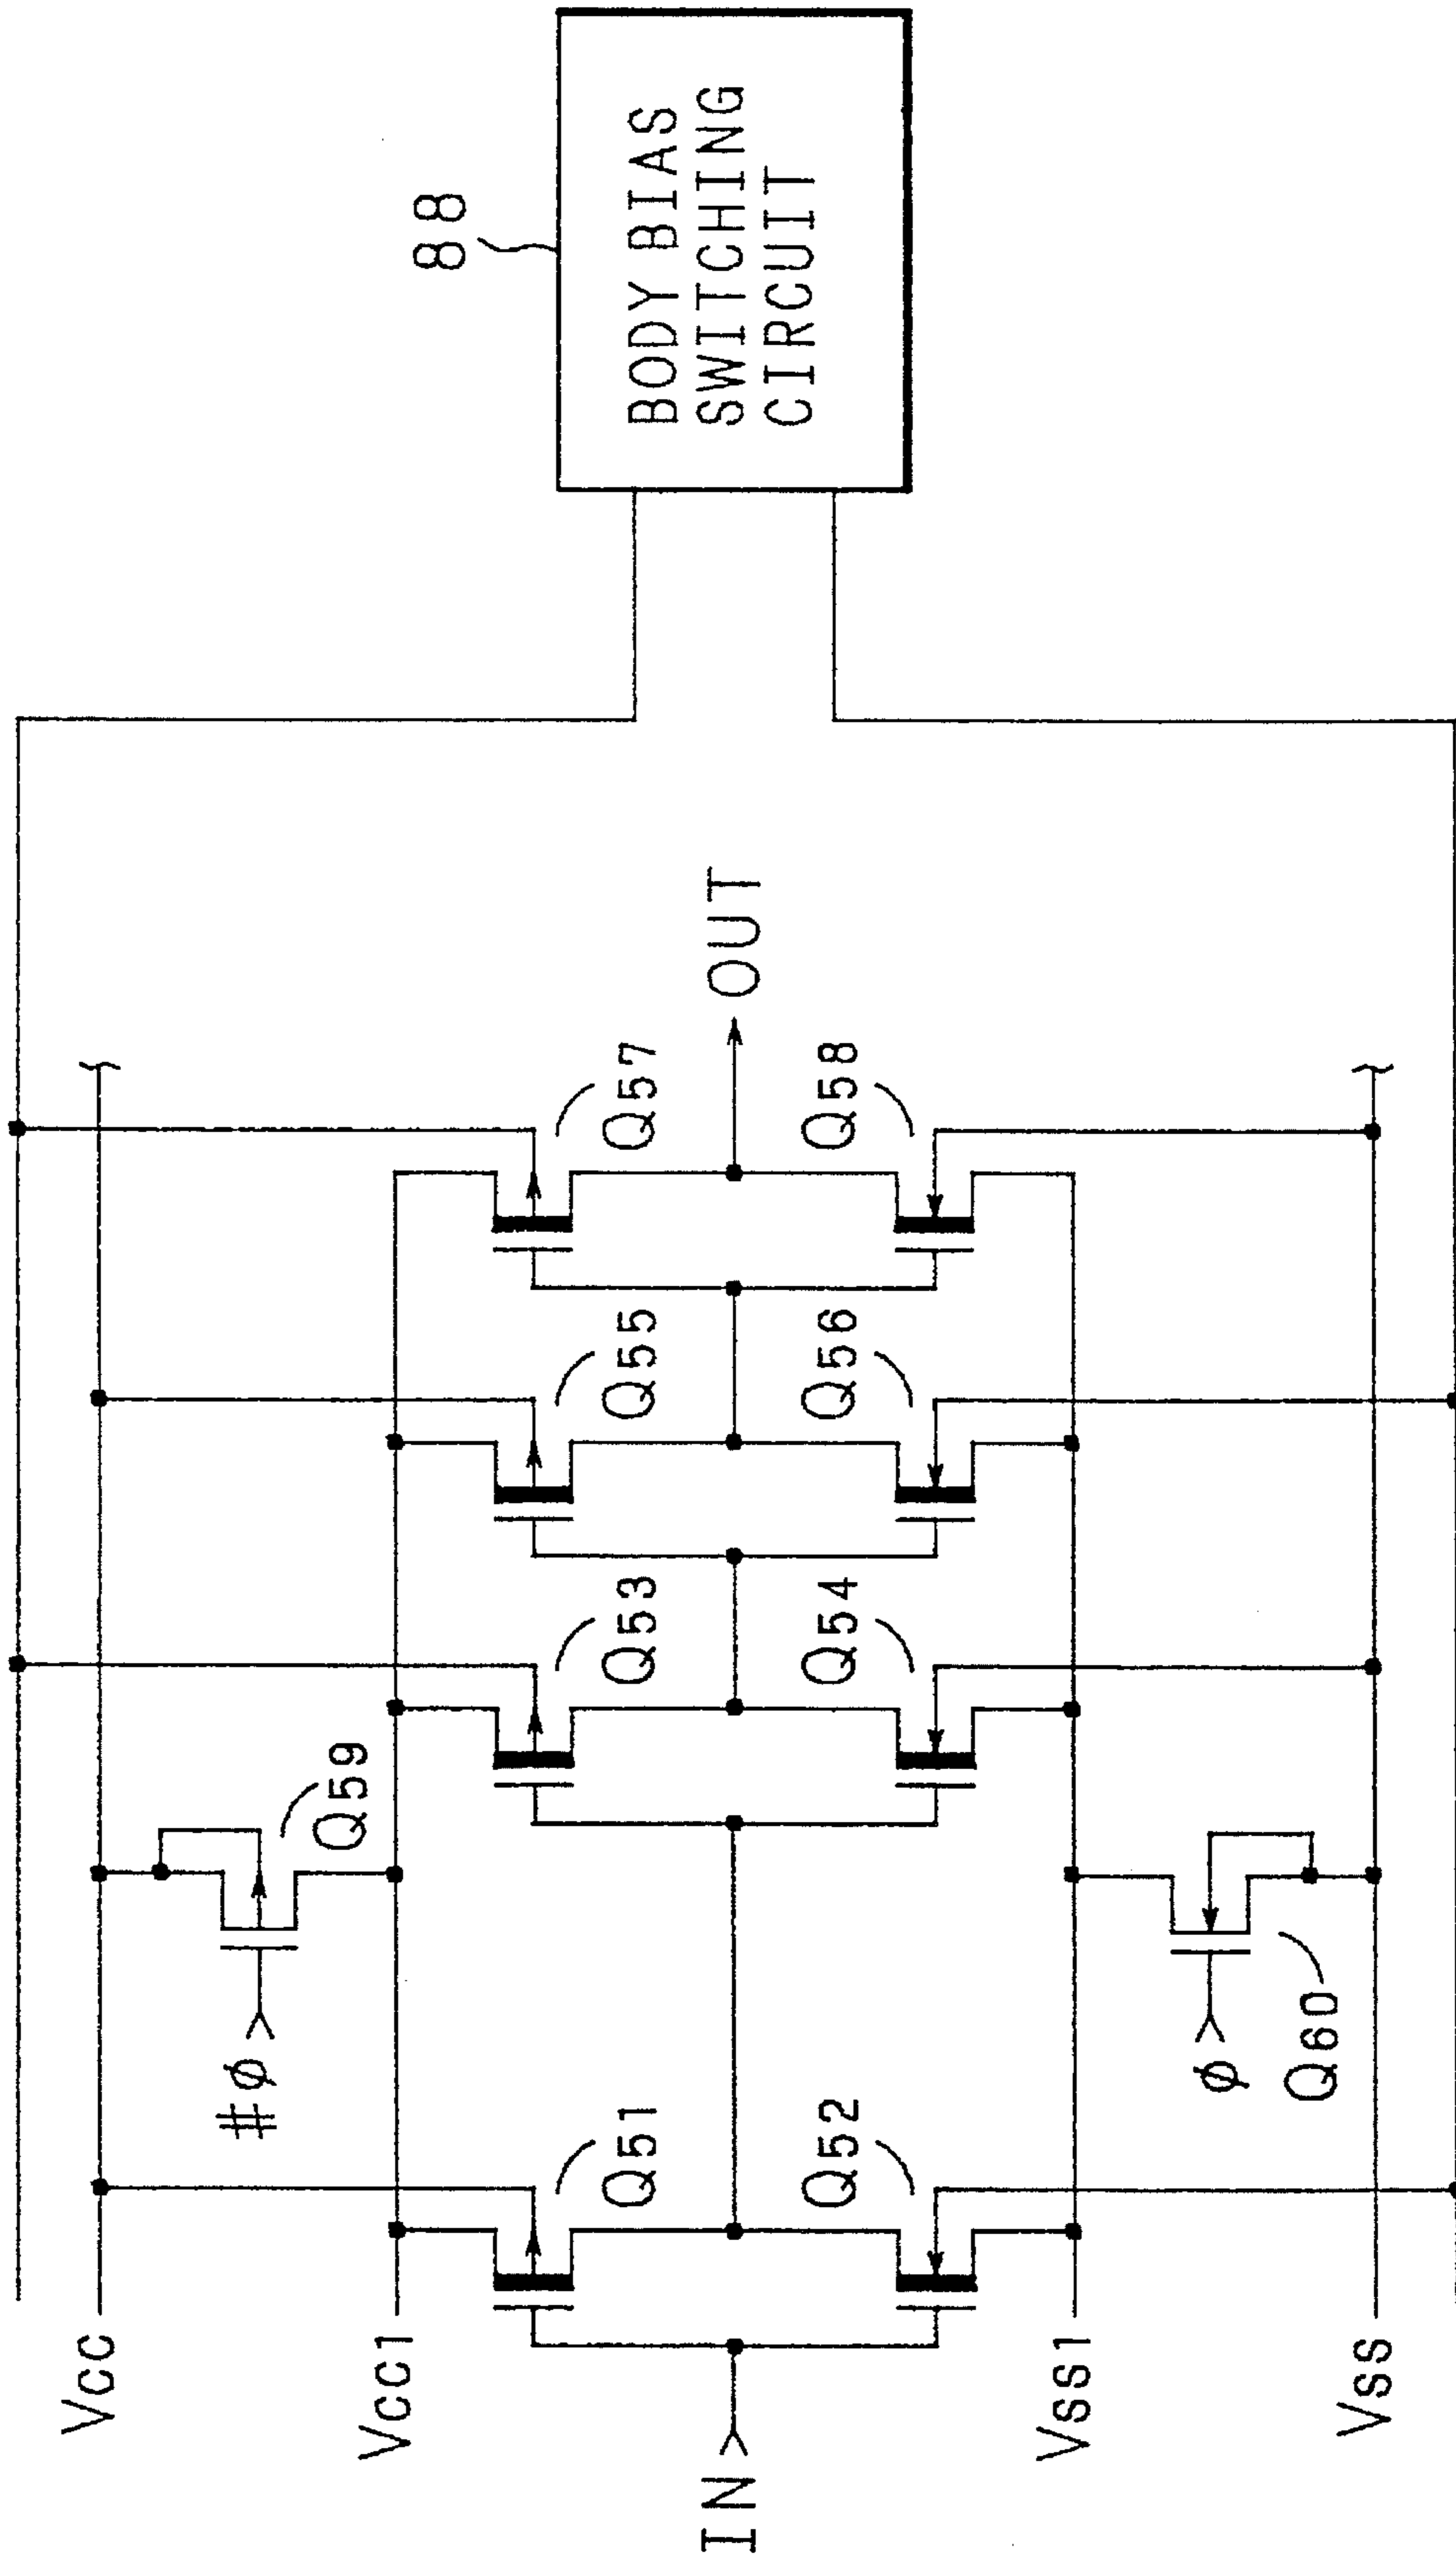 88
BODY BIAS
SWITCHING
CIRCUIT
Vcc
#ø
Q59
Vcc1
Q51
Q53
Q55
Q57
IN
OUT
Q52
Q54
Q56
Q58
Vss1
ø
Q60
Vss